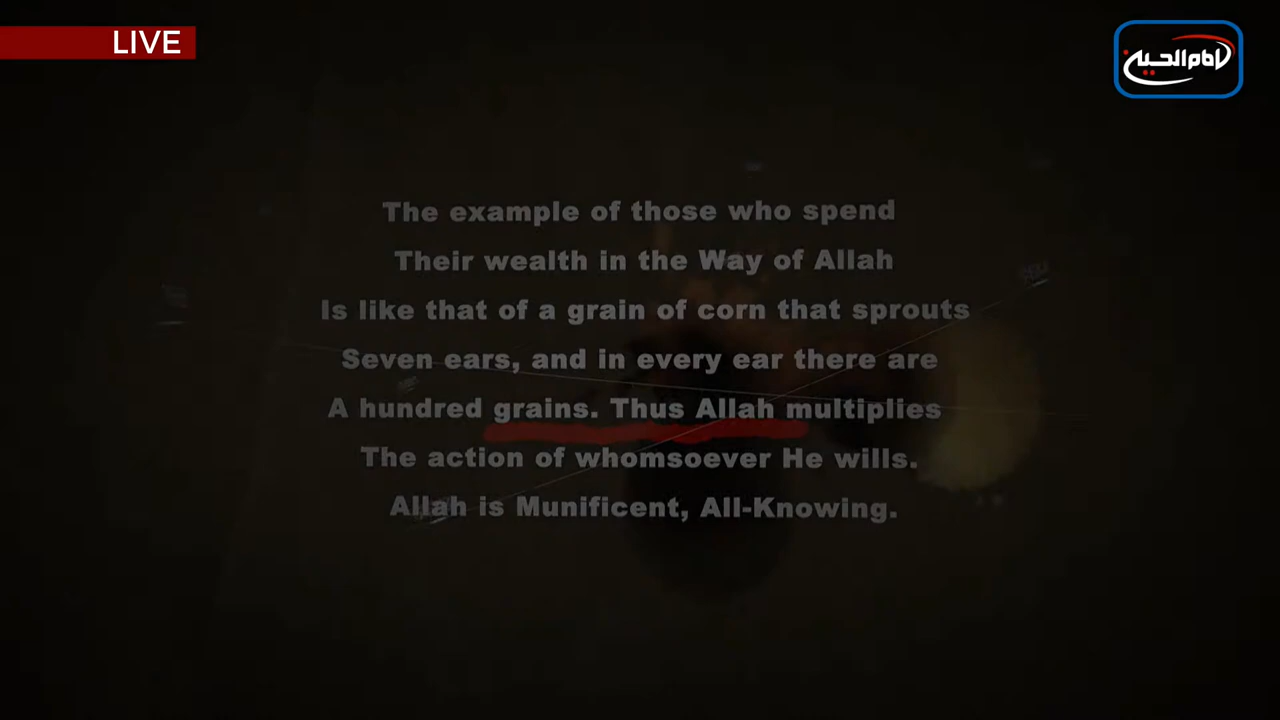 LIVE
امام الحسین
The example of those who spend
Their wealth in the Way of Allah
Is like that of a grain of corn that sprouts
Seven ears, and in every ear there are
A hundred grains. Thus Allah multiplies
The action of whomsoever He wills.
Allah is Munificent, All-Knowing.